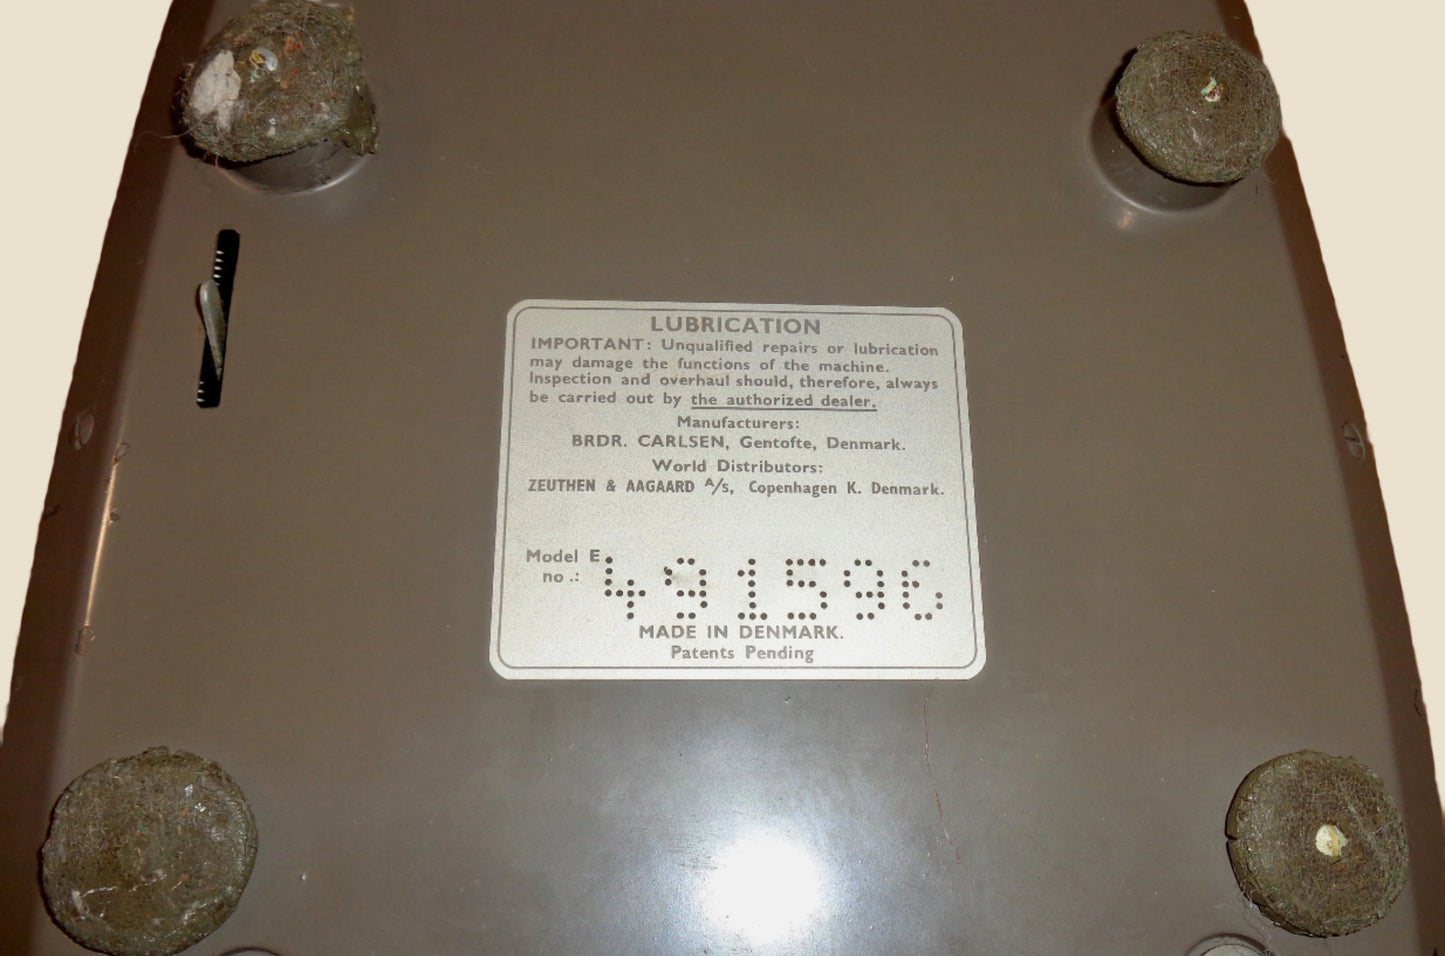 LUBRICATION
IMPORTANT: Unqualified repairs or lubrication
may damage the functions of the machine.
Inspection and overhaul should, therefore, always
be carried out by the authorized dealer.
Manufacturers:
BRDR. CARLSEN, Gentofte, Denmark.
World Distributors:
ZEUTHEN & AAGAARD A/S, Copenhagen K. Denmark.
Model E
no.: 491596
MADE IN DENMARK.
Patents Pending